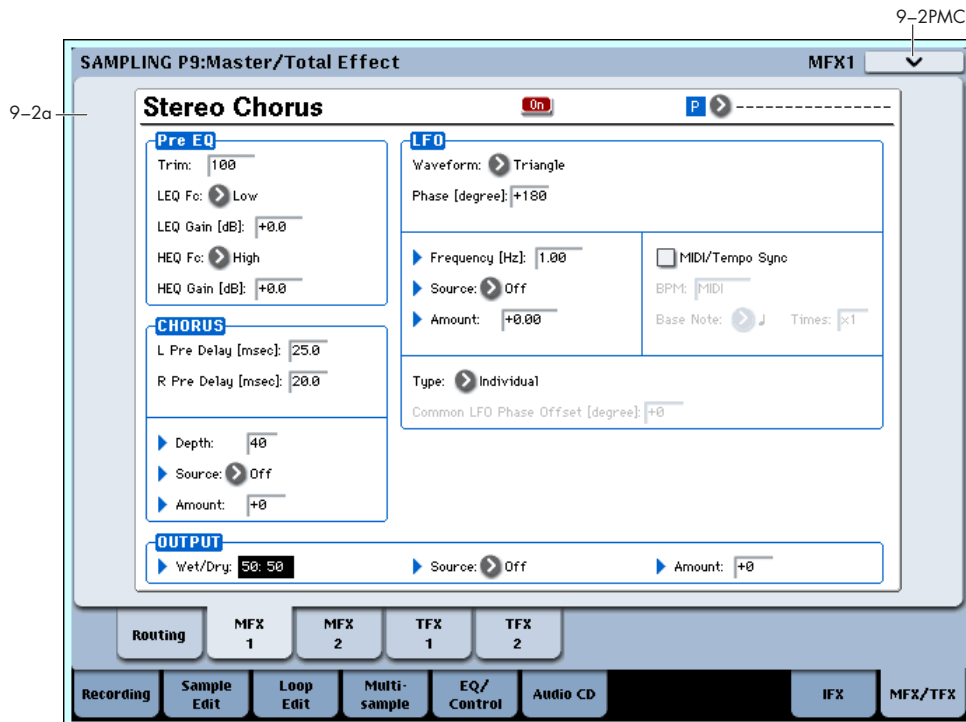 9–2PMC
SAMPLING P9:Master/Total Effect MFX1
9–2a
Stereo Chorus On P --------------------
Pre EQ
Trim: 100
LEQ Fc: Low
LEQ Gain [dB]: +0.0
HEQ Fc: High
HEQ Gain [dB]: +0.0
CHORUS
L Pre Delay [msec]: 25.0
R Pre Delay [msec]: 20.0
Depth: 40
Source: Off
Amount: +0
LFO
Waveform: Triangle
Phase [degree]: +180
Frequency [Hz]: 1.00
Source: Off
Amount: +0.00
MIDI/Tempo Sync
BPM: MIDI
Base Note: ♩ Times: x1
Type: Individual
Common LFO Phase Offset [degree]: +0
OUTPUT
Wet/Dry: 50: 50 Source: Off Amount: +0
Routing
MFX
1
MFX
2
TFX
1
TFX
2
Recording
Sample
Edit
Loop
Edit
Multi-
sample
EQ/
Control
Audio CD
IFX
MFX/TFX